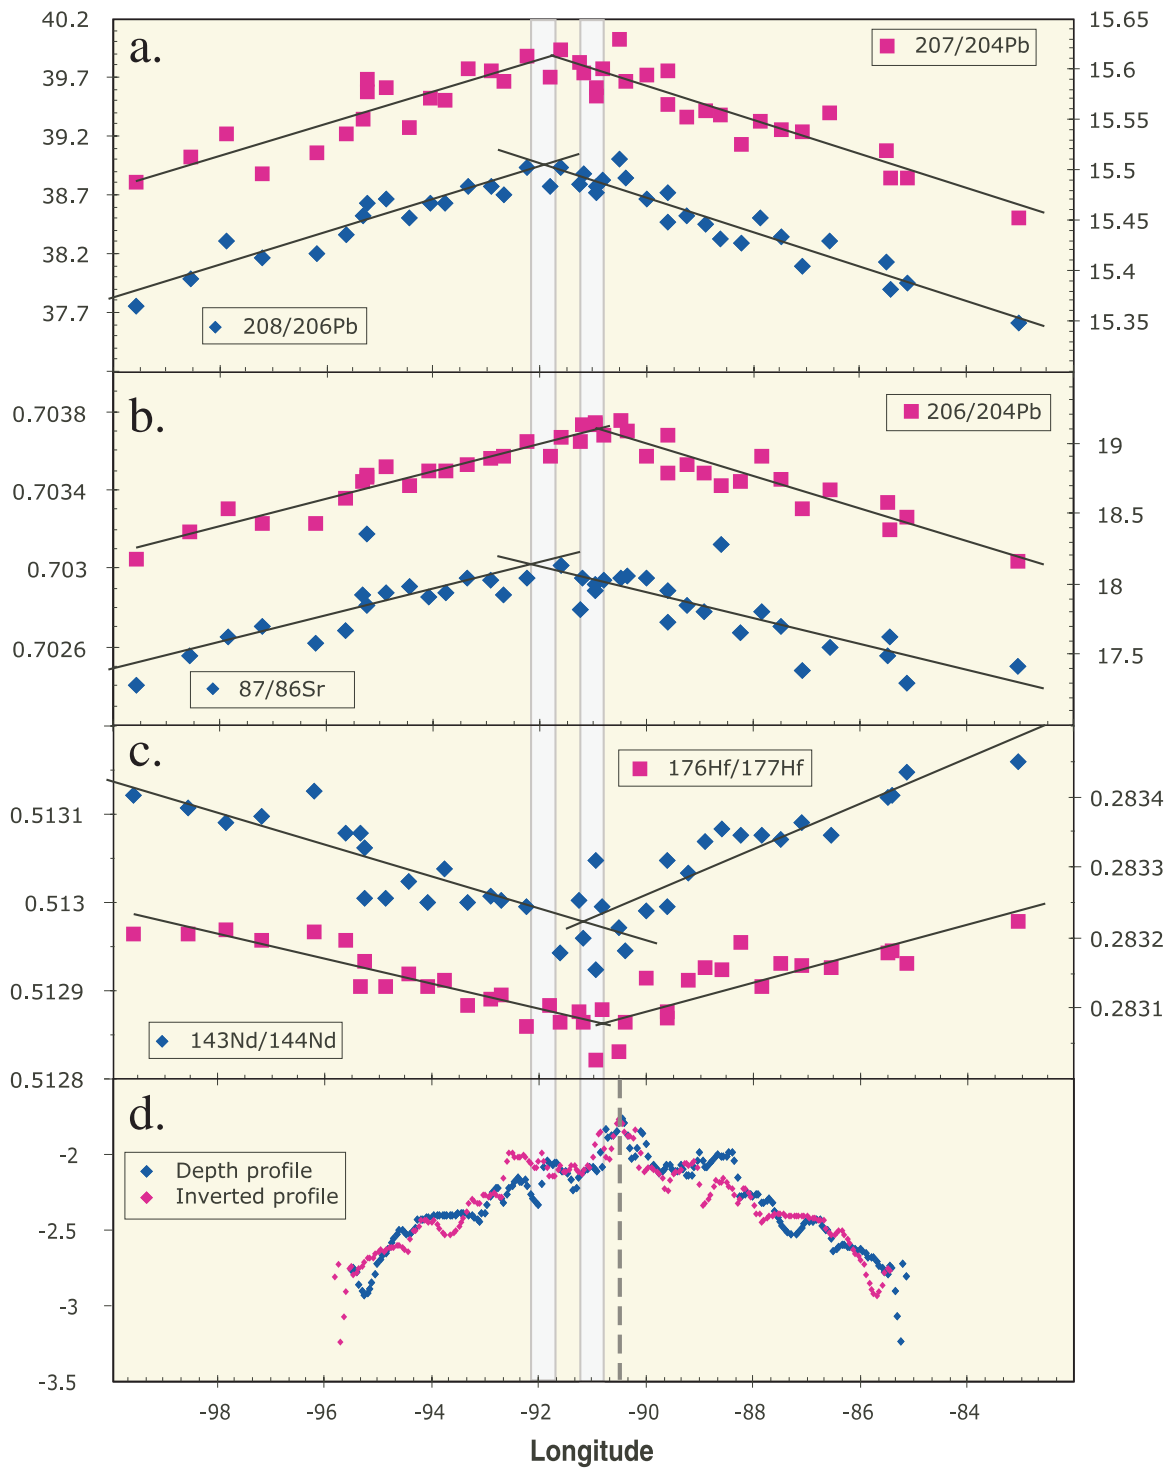 40.2
39.7
39.2
38.7
38.2
37.7
a.
207/204Pb
208/206Pb
15.65
15.6
15.55
15.5
15.45
15.4
15.35
0.7038
0.7034
0.703
0.7026
b.
206/204Pb
87/86Sr
19
18.5
18
17.5
0.5131
0.513
0.5129
0.5128
c.
176Hf/177Hf
143Nd/144Nd
0.2834
0.2833
0.2832
0.2831
d.
Depth profile
Inverted profile
-2
-2.5
-3
-3.5
-98 -96 -94 -92 -90 -88 -86 -84
Longitude